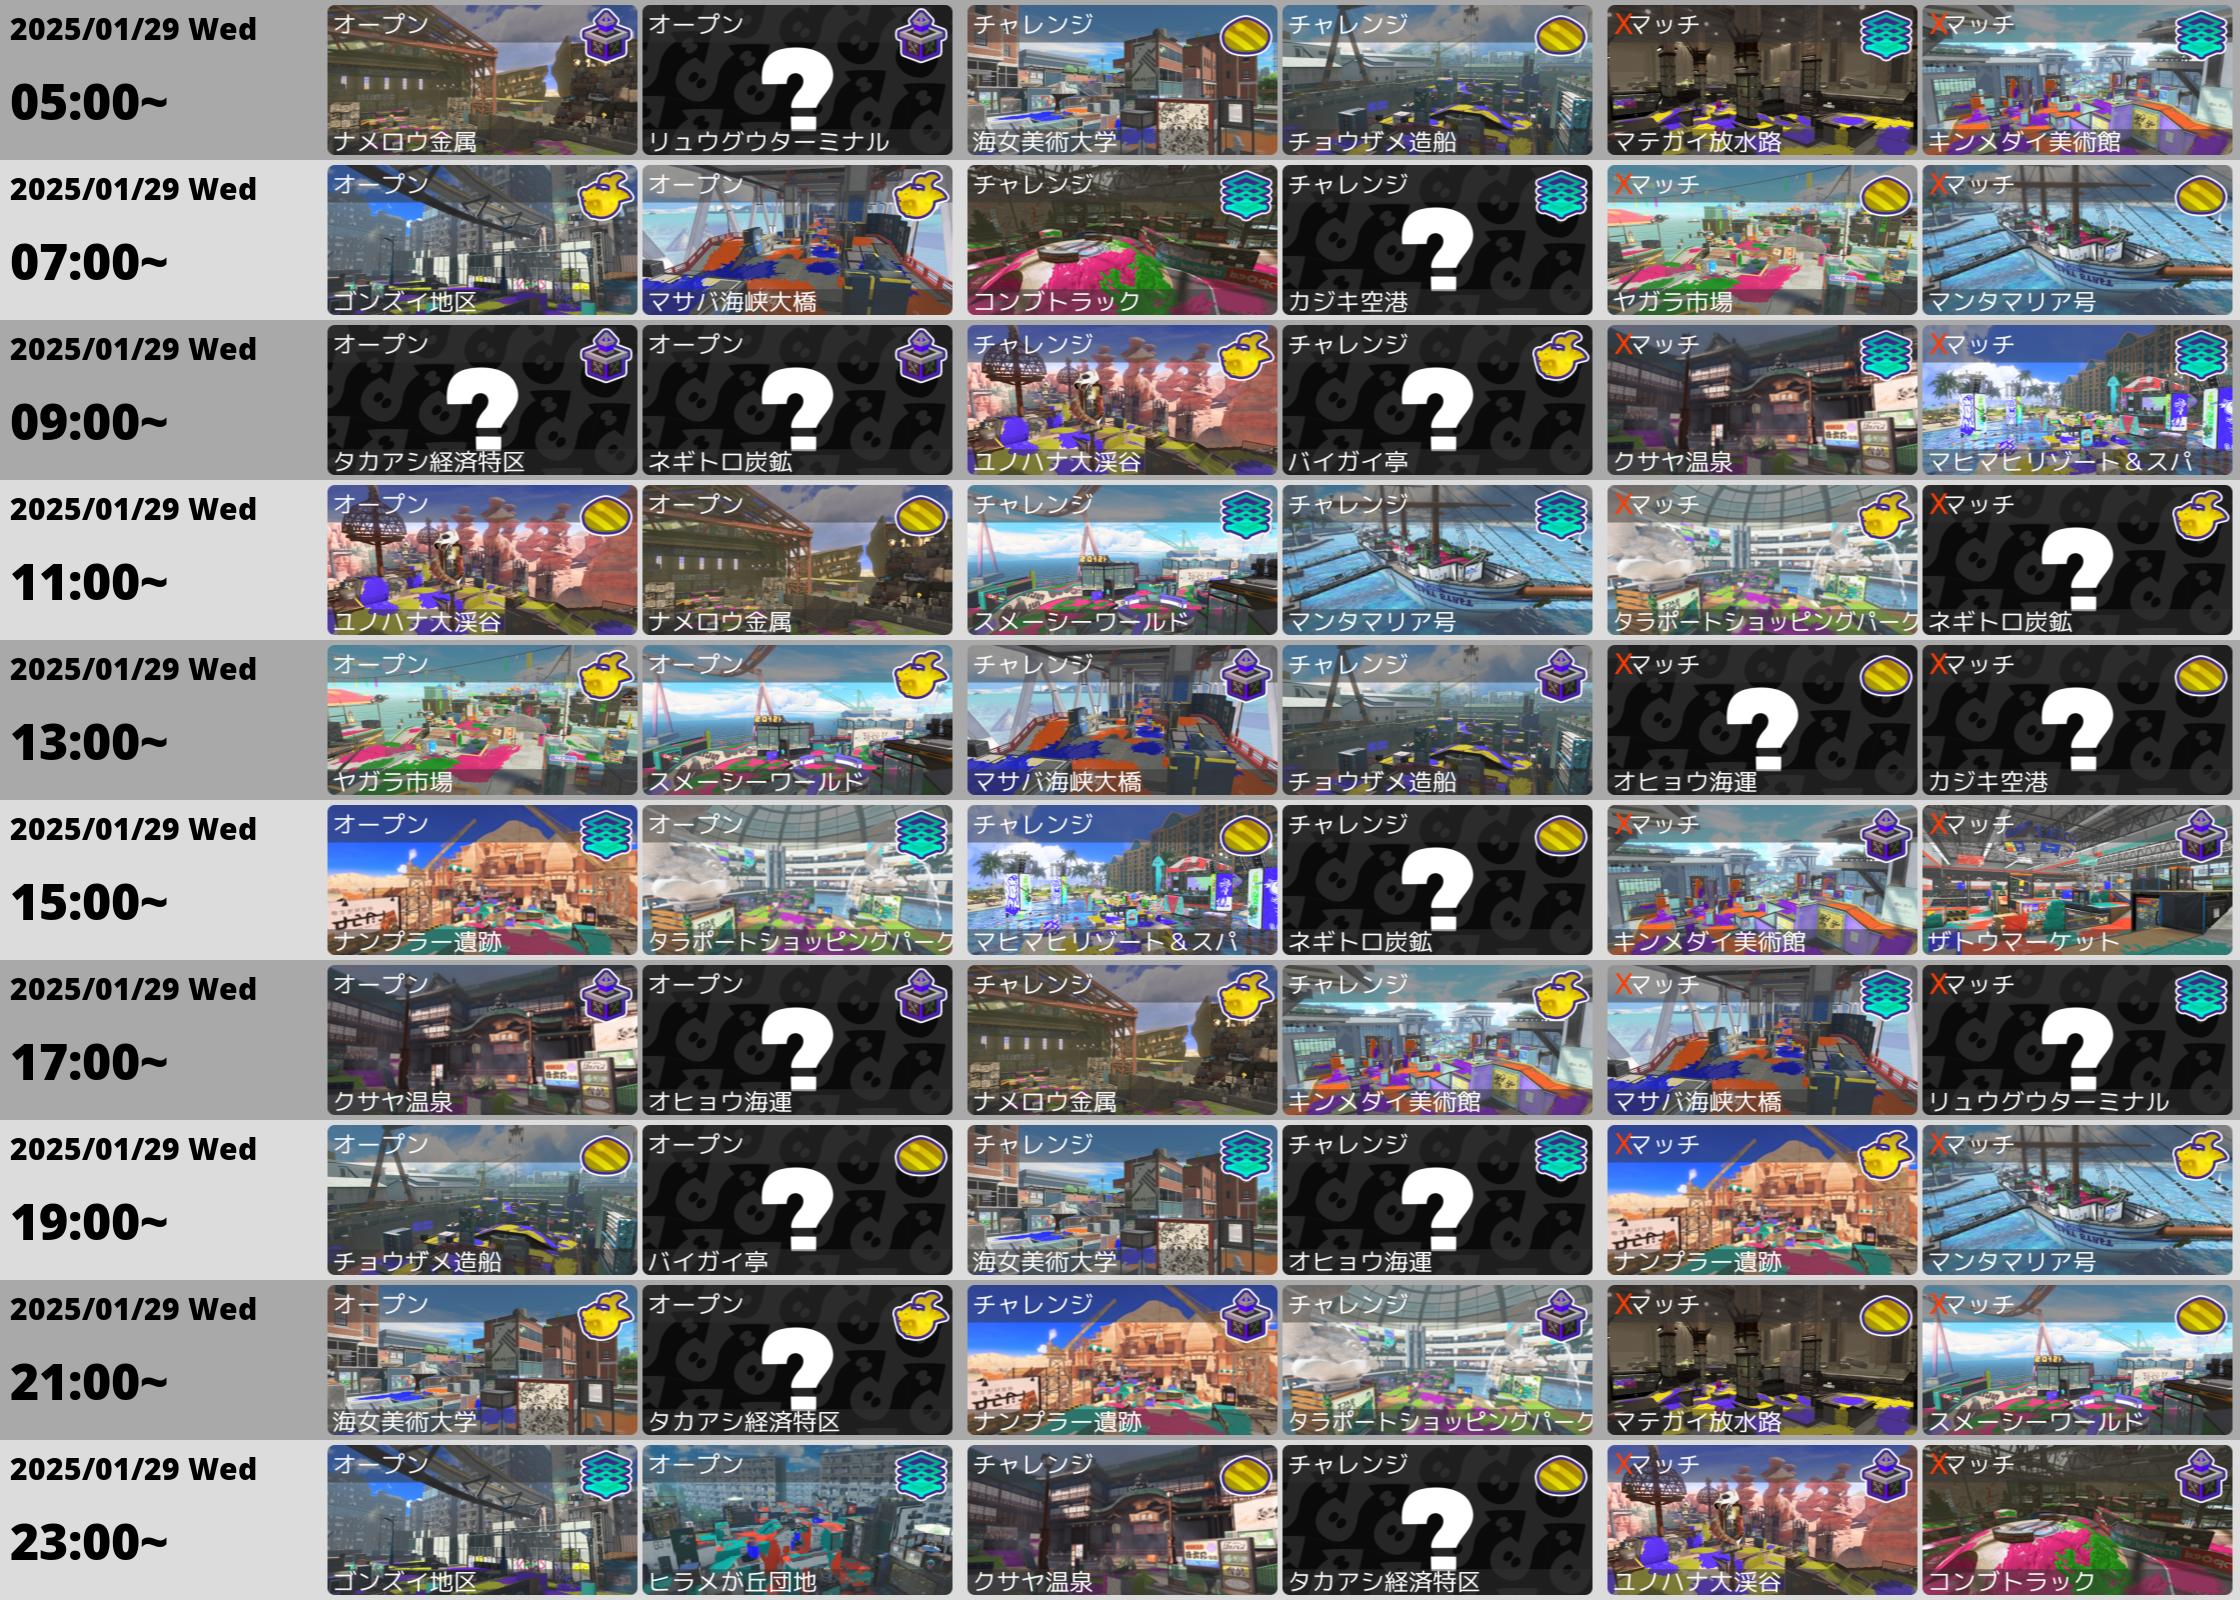 2025/01/29 Wed
05:00~
オープン
ナメロウ金属
オープン
?
リュウグウターミナル
チャレンジ
海女美術大学
チャレンジ
チョウザメ造船
Xマッチ
マテガイ放水路
Xマッチ
キンメダイ美術館
2025/01/29 Wed
07:00~
オープン
ゴンズイ地区
オープン
マサバ海峡大橋
チャレンジ
コンブトラック
チャレンジ
?
カジキ空港
Xマッチ
ヤガラ市場
Xマッチ
マンタマリア号
2025/01/29 Wed
09:00~
オープン
?
タカアシ経済特区
オープン
?
ネギトロ炭鉱
チャレンジ
ユノハナ大渓谷
チャレンジ
?
バイガイ亭
Xマッチ
クサヤ温泉
Xマッチ
マヒマヒリゾート＆スパ
2025/01/29 Wed
11:00~
オープン
ユノハナ大渓谷
オープン
ナメロウ金属
チャレンジ
スメーシーワールド
チャレンジ
マンタマリア号
Xマッチ
タラポートショッピングパーク
Xマッチ
?
ネギトロ炭鉱
2025/01/29 Wed
13:00~
オープン
ヤガラ市場
オープン
スメーシーワールド
チャレンジ
マサバ海峡大橋
チャレンジ
チョウザメ造船
Xマッチ
?
オヒョウ海運
Xマッチ
?
カジキ空港
2025/01/29 Wed
15:00~
オープン
ナンプラー遺跡
オープン
タラポートショッピングパーク
チャレンジ
マヒマヒリゾート＆スパ
チャレンジ
?
ネギトロ炭鉱
Xマッチ
キンメダイ美術館
Xマッチ
ザトウマーケット
2025/01/29 Wed
17:00~
オープン
クサヤ温泉
オープン
?
オヒョウ海運
チャレンジ
ナメロウ金属
チャレンジ
キンメダイ美術館
Xマッチ
マサバ海峡大橋
Xマッチ
?
リュウグウターミナル
2025/01/29 Wed
19:00~
オープン
チョウザメ造船
オープン
?
バイガイ亭
チャレンジ
海女美術大学
チャレンジ
?
オヒョウ海運
Xマッチ
ナンプラー遺跡
Xマッチ
マンタマリア号
2025/01/29 Wed
21:00~
オープン
海女美術大学
オープン
?
タカアシ経済特区
チャレンジ
ナンプラー遺跡
チャレンジ
タラポートショッピングパーク
Xマッチ
マテガイ放水路
Xマッチ
スメーシーワールド
2025/01/29 Wed
23:00~
オープン
ゴンズイ地区
オープン
ヒラメが丘団地
チャレンジ
クサヤ温泉
チャレンジ
?
タカアシ経済特区
Xマッチ
ユノハナ大渓谷
Xマッチ
コンブトラック